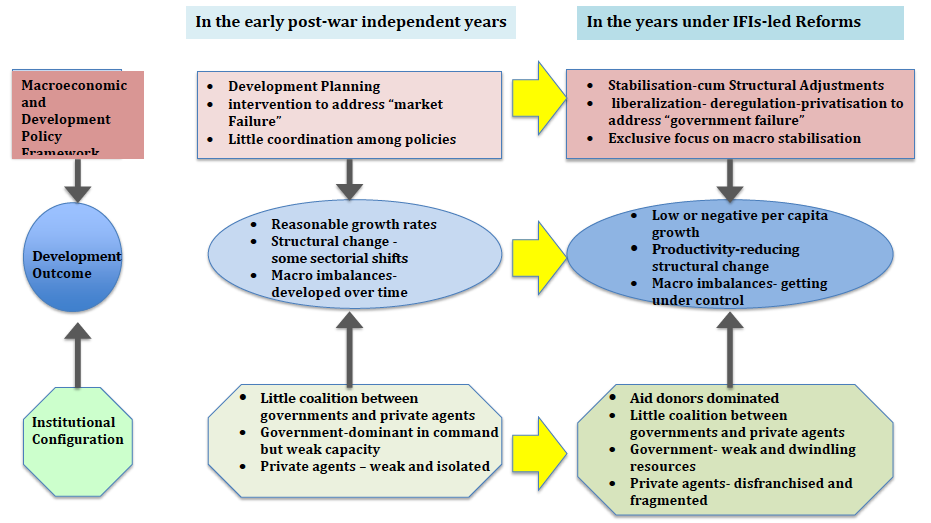 In the early post-war independent years
In the years under IFIs-led Reforms
Macroeconomic
and
Development
Policy
Framework
• Development Planning
• intervention to address “market
Failure”
• Little coordination among policies
• Stabilisation-cum Structural Adjustments
• liberalization- deregulation-privatisation to
address “government failure”
• Exclusive focus on macro stabilisation
Development
Outcome
• Reasonable growth rates
• Structural change -
some sectorial shifts
• Macro imbalances-
developed over time
• Low or negative per capita
growth
• Productivity-reducing
structural change
• Macro imbalances- getting
under control
Institutional
Configuration
• Little coalition between
governments and private agents
• Government-dominant in command
but weak capacity
• Private agents – weak and isolated
• Aid donors dominated
• Little coalition between
governments and private agents
• Government- weak and dwindling
resources
• Private agents- disfranchised and
fragmented